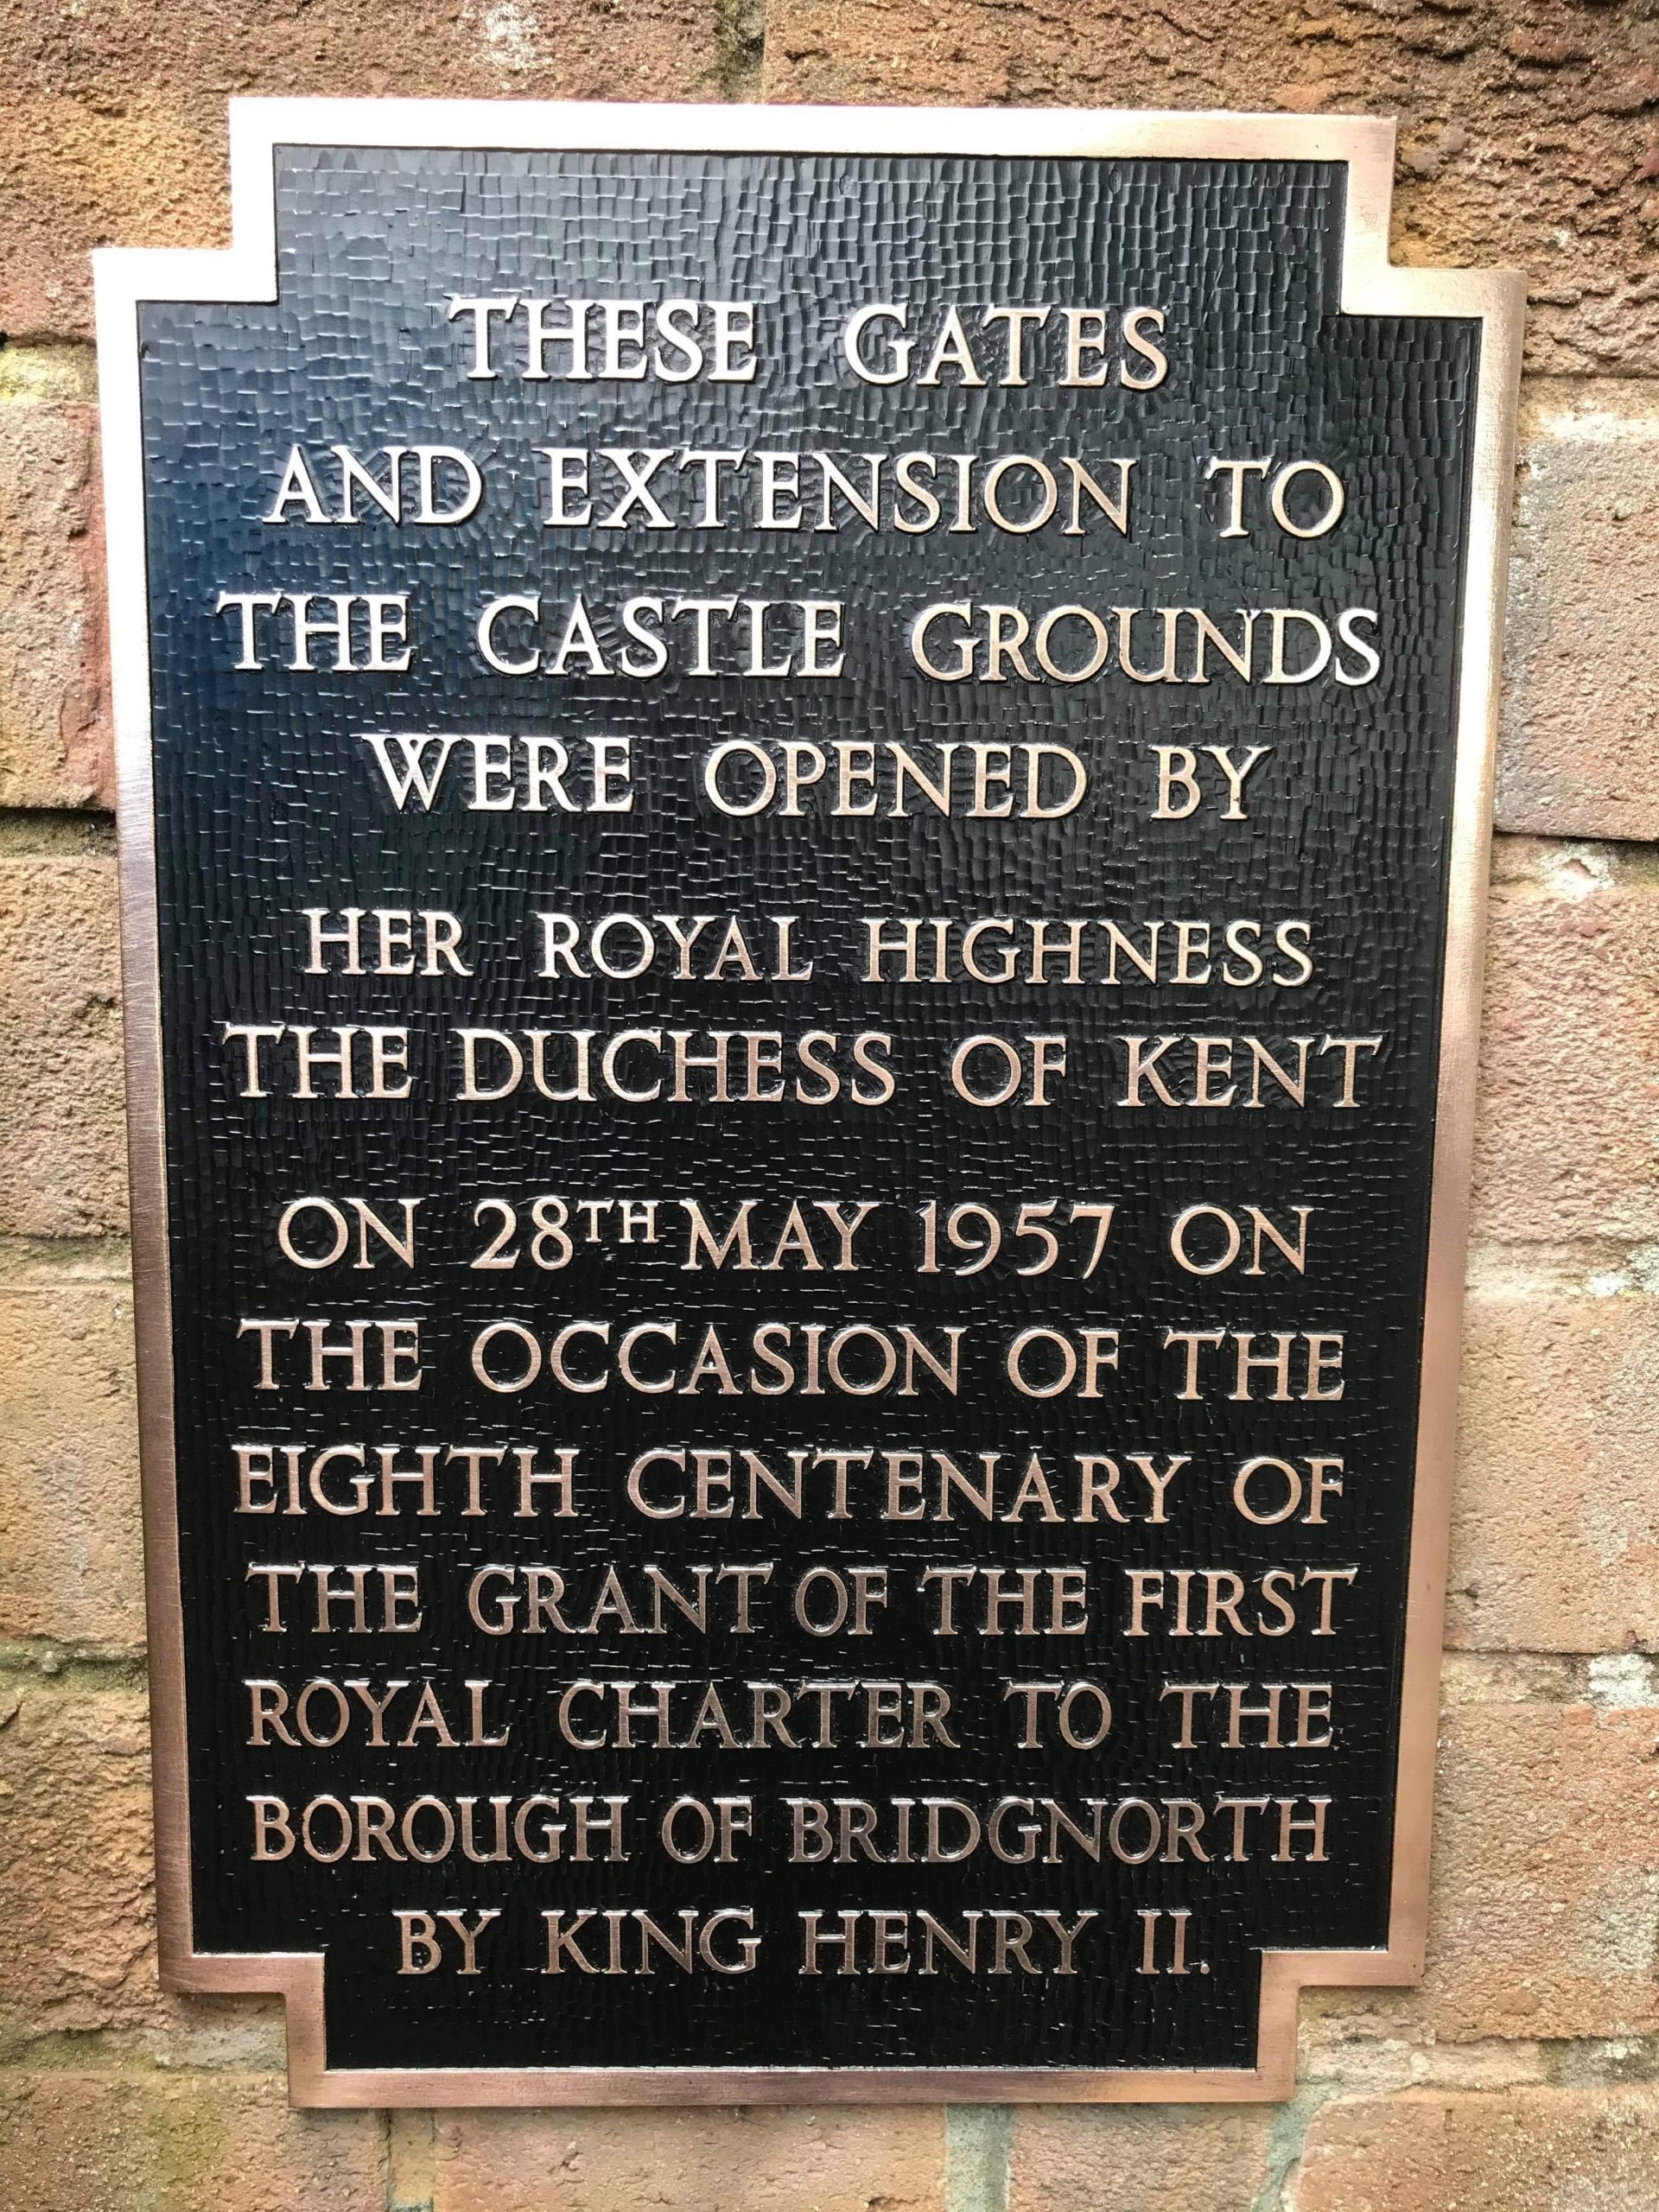 THESE GATES
AND EXTENSION TO
THE CASTLE GROUNDS
WERE OPENED BY
HER ROYAL HIGHNESS
THE DUCHESS OF KENT
ON 28TH MAY 1957 ON
THE OCCASION OF THE
EIGHTH CENTENARY OF
THE GRANT OF THE FIRST
ROYAL CHARTER TO THE
BOROUGH OF BRIDGNORTH
BY KING HENRY II.